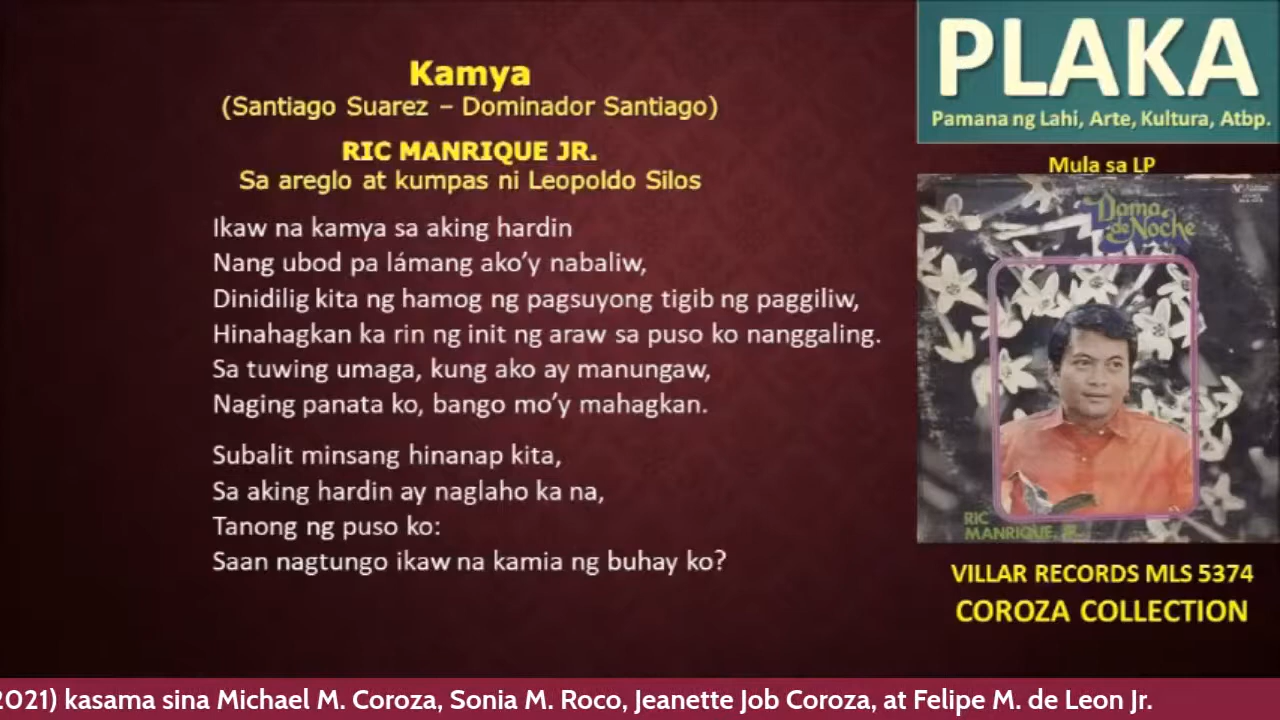 Kamya
(Santiago Suarez – Dominador Santiago)
RIC MANRIQUE JR.
Sa areglo at kumpas ni Leopoldo Silos
Ikaw na kamya sa aking hardin
Nang ubod pa lámang ako’y nabaliw,
Dinidilig kita ng hamog ng pagsuyong tigib ng paggiliw,
Hinahagkan ka rin ng init ng araw sa puso ko nanggaling.
Sa tuwing umaga, kung ako ay manungaw,
Naging panata ko, bango mo’y mahagkan.
Subalit minsang hinanap kita,
Sa aking hardin ay naglaho ka na,
Tanong ng puso ko:
Saan nagtungo ikaw na kamia ng buhay ko?
PLAKA
Pamana ng Lahi, Arte, Kultura, Atbp.
Mula sa LP
Dama
de Noche
RIC
MANRIQUE, JR.
VILLAR RECORDS MLS 5374
COROZA COLLECTION
2021) kasama sina Michael M. Coroza, Sonia M. Roco, Jeanette Job Coroza, at Felipe M. de Leon Jr.